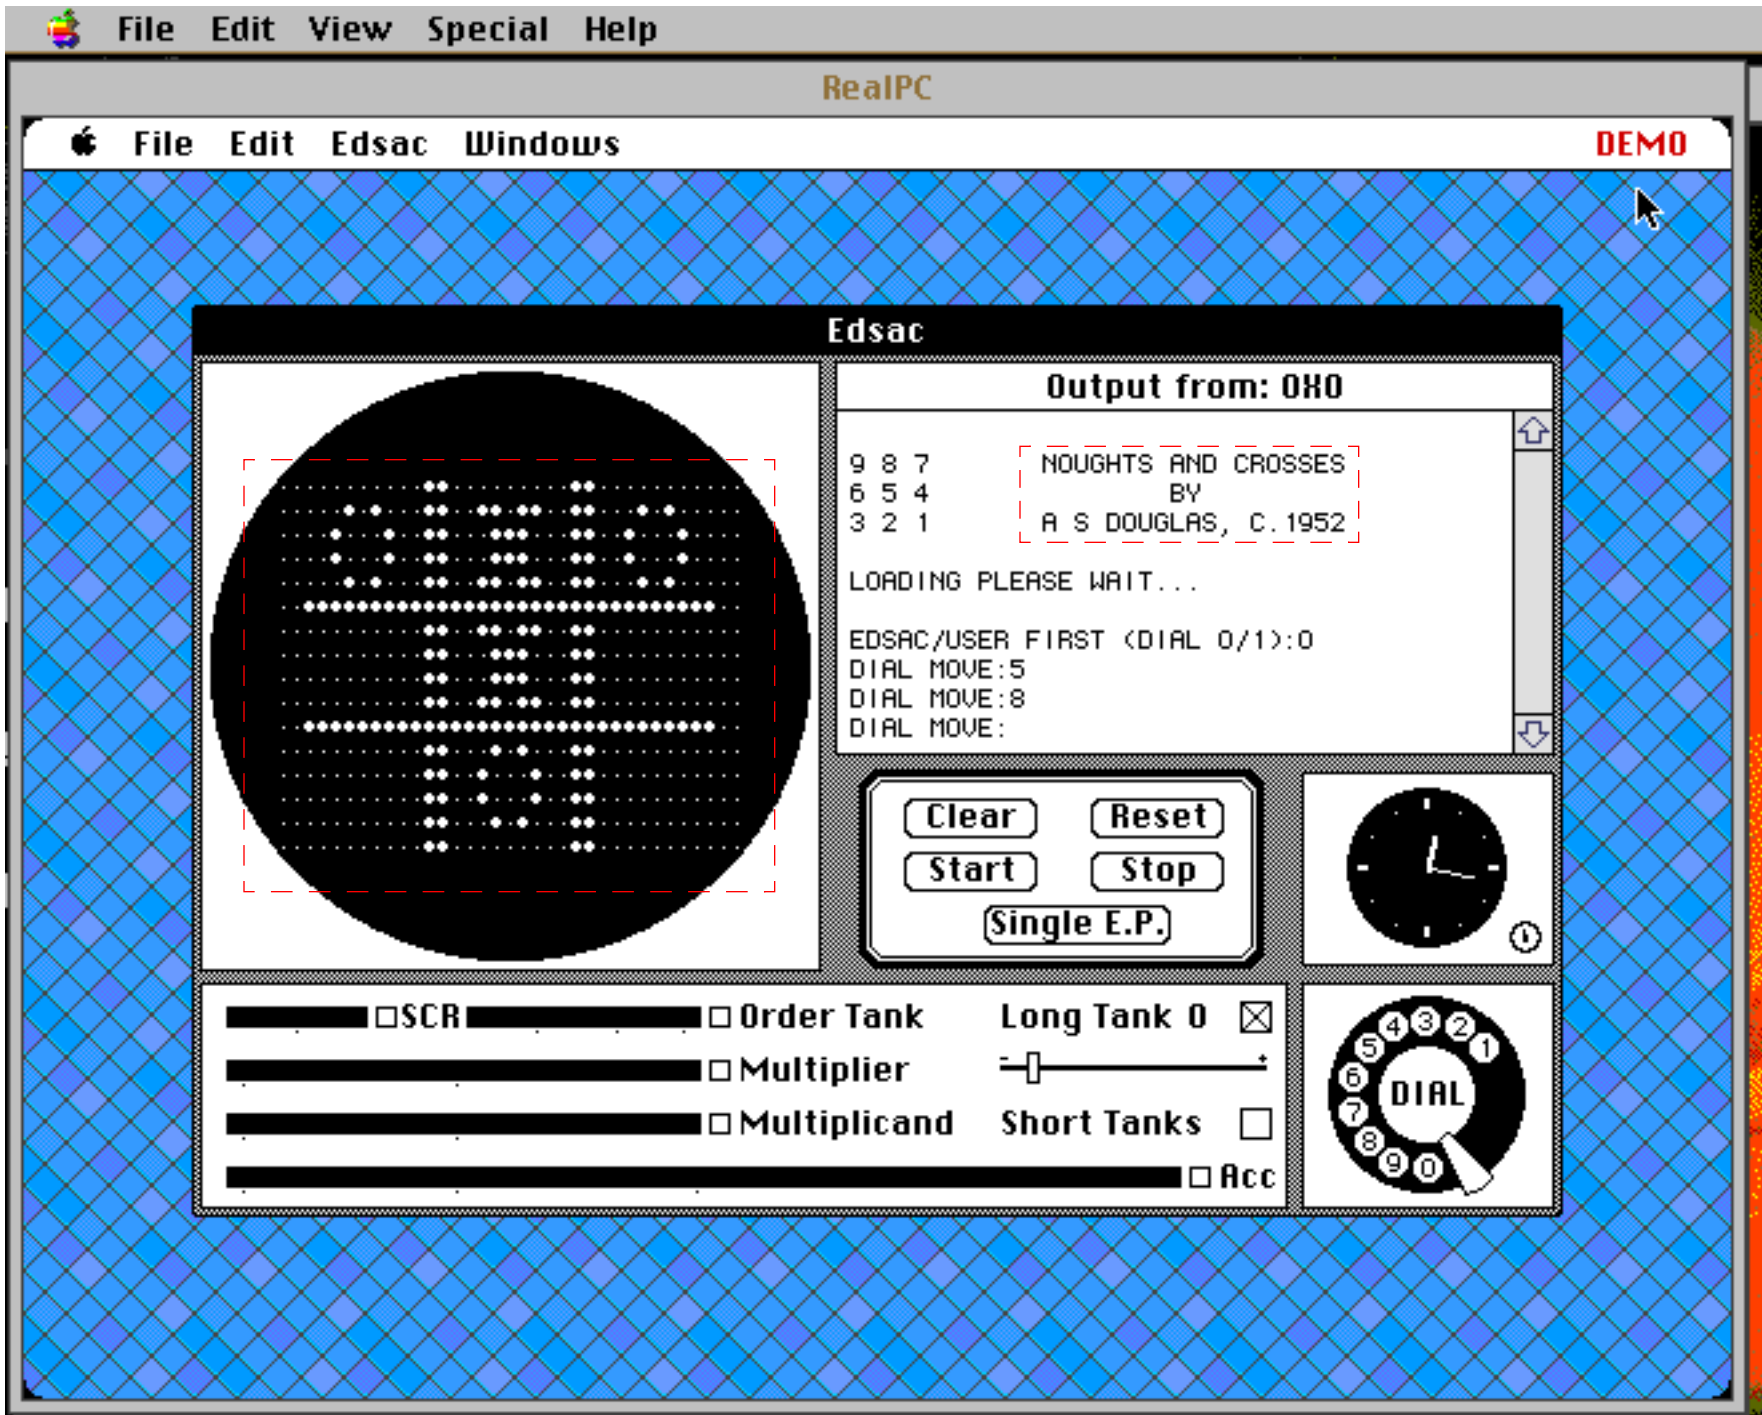 File Edit View Special Help
RealPC
File Edit Edsac Windows DEMO
Edsac
Output from: OXO
9 8 7 NOUGHTS AND CROSSES
6 5 4 BY
3 2 1 A S DOUGLAS, C.1952
LOADING PLEASE WAIT...
EDSAC/USER FIRST (DIAL 0/1):0
DIAL MOVE:5
DIAL MOVE:8
DIAL MOVE:
Clear Reset
Start Stop
Single E.P.
SCR Order Tank Long Tank 0
Multiplier - +
Multiplicand Short Tanks
Acc
1 2 3 4 5 6 7 8 9 0
DIAL